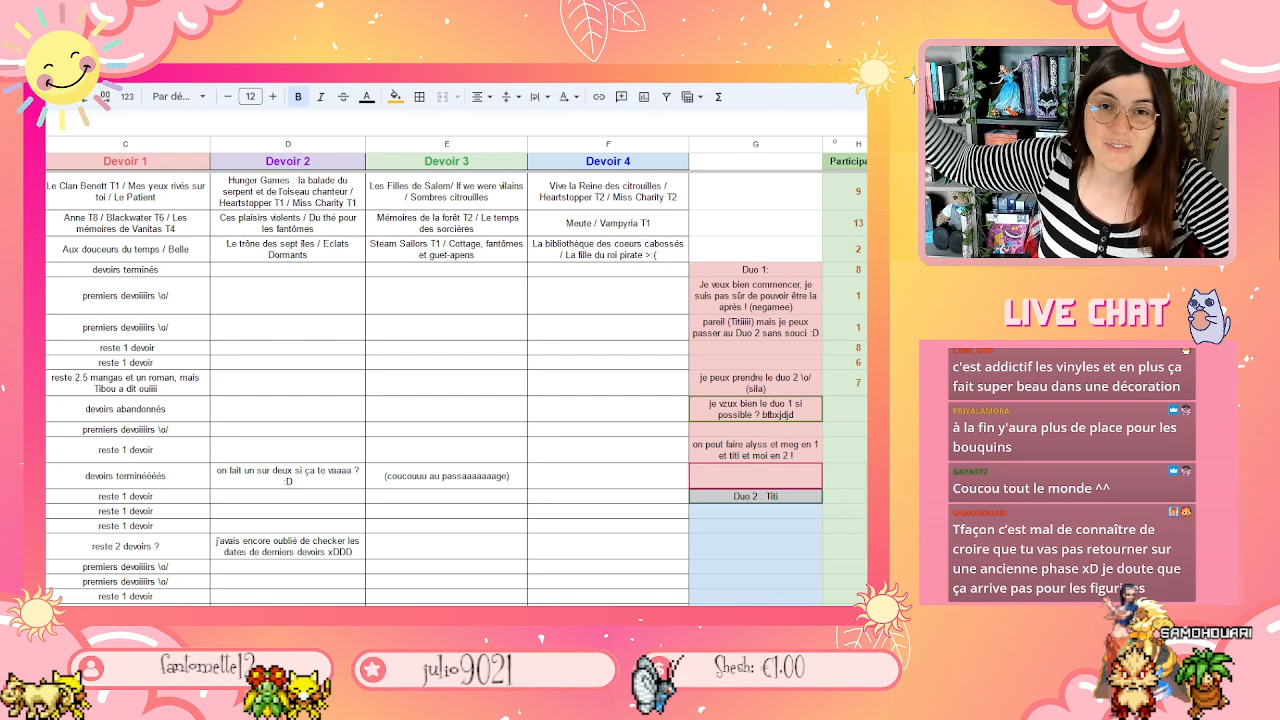 .00
123
Par dé...
12
B
I
A
Σ
C
D
E
F
G
H
Devoir 1
Devoir 2
Devoir 3
Devoir 4
Participa
Le Clan Benett T1 / Mes yeux rivés sur
toi / Le Patient
Hunger Games : la balade du
serpent et de l'oiseau chanteur /
Heartstopper T1 / Miss Charity T1
Les Filles de Salem/ If we were vilains
/ Sombres citrouilles
Vive la Reine des citrouilles /
Heartstopper T2 / Miss Charity T2
9
Anne T8 / Blackwater T6 / Les
mémoires de Vanitas T4
Ces plaisirs violents / Du thé pour
les fantômes
Mémoires de la forêt T2 / Le temps
des sorcières
Meute / Vampyria T1
13
Aux douceurs du temps / Belle
Le trône des sept îles / Eclats
Dormants
Steam Sailors T1 / Cottage, fantômes
et guet-apens
La bibliothèque des coeurs cabossés
/ La fille du roi pirate >:(
2
devoirs terminés
Duo 1:
8
premiers devoiiiirs \o/
Je veux bien commencer, je
suis pas sûr de pouvoir être la
après ! (negamee)
1
premiers devoiiiirs \o/
pareil (Titiiiii) mais je peux
passer au Duo 2 sans souci :D
1
reste 1 devoir
8
reste 1 devoir
6
reste 2.5 mangas et un roman, mais
Tibou a dit ouiiii
je peux prendre le duo 2 \o/
(sila)
7
devoirs abandonnés
je vzux bien le duo 1 si
possible ? bfbxjdjd
premiers devoiiiirs \o/
reste 1 devoir
on peut faire alyss et meg en 1
et titi et moi en 2 !
devoirs terminéééés
on fait un sur deux si ça te vaaaa ?
:D
(coucouuu au passaaaaaaage)
reste 1 devoir
Duo 2 : Titi
reste 1 devoir
reste 1 devoir
reste 2 devoirs ?
j'avais encore oublié de checker les
dates de derniers devoirs xDDD
premiers devoiiiirs \o/
premiers devoiiiirs \o/
reste 1 devoir
LIVE CHAT
c'est addictif les vinyles et en plus ça
fait super beau dans une décoration
PRIYALAMORA
à la fin y'aura plus de place pour les
bouquins
GAYA972
Coucou tout le monde ^^
SAMOHOUARI
Tfaçon c'est mal de connaître de
croire que tu vas pas retourner sur
une ancienne phase xD je doute que
ça arrive pas pour les figurines
SAMOHOUARI
fantomette12
julio9021
Shesh: €1.00